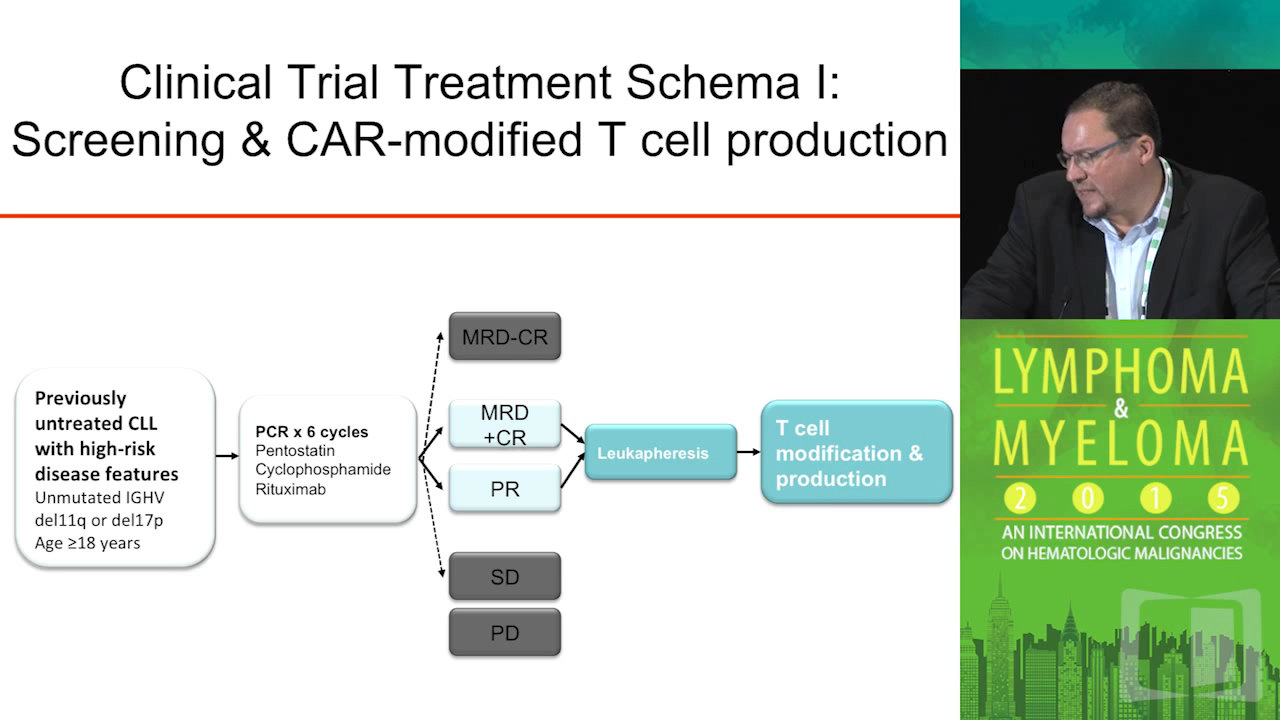 Clinical Trial Treatment Schema I:
Screening & CAR-modified T cell production
Previously
untreated CLL
with high-risk
disease features
Unmutated IGHV
del11q or del17p
Age ≥18 years
PCR x 6 cycles
Pentostatin
Cyclophosphamide
Rituximab
MRD-CR
MRD
+CR
PR
SD
PD
Leukapheresis
T cell
modification &
production
LYMPHOMA
&
MYELOMA
2 0 1 5
AN INTERNATIONAL CONGRESS
ON HEMATOLOGIC MALIGNANCIES